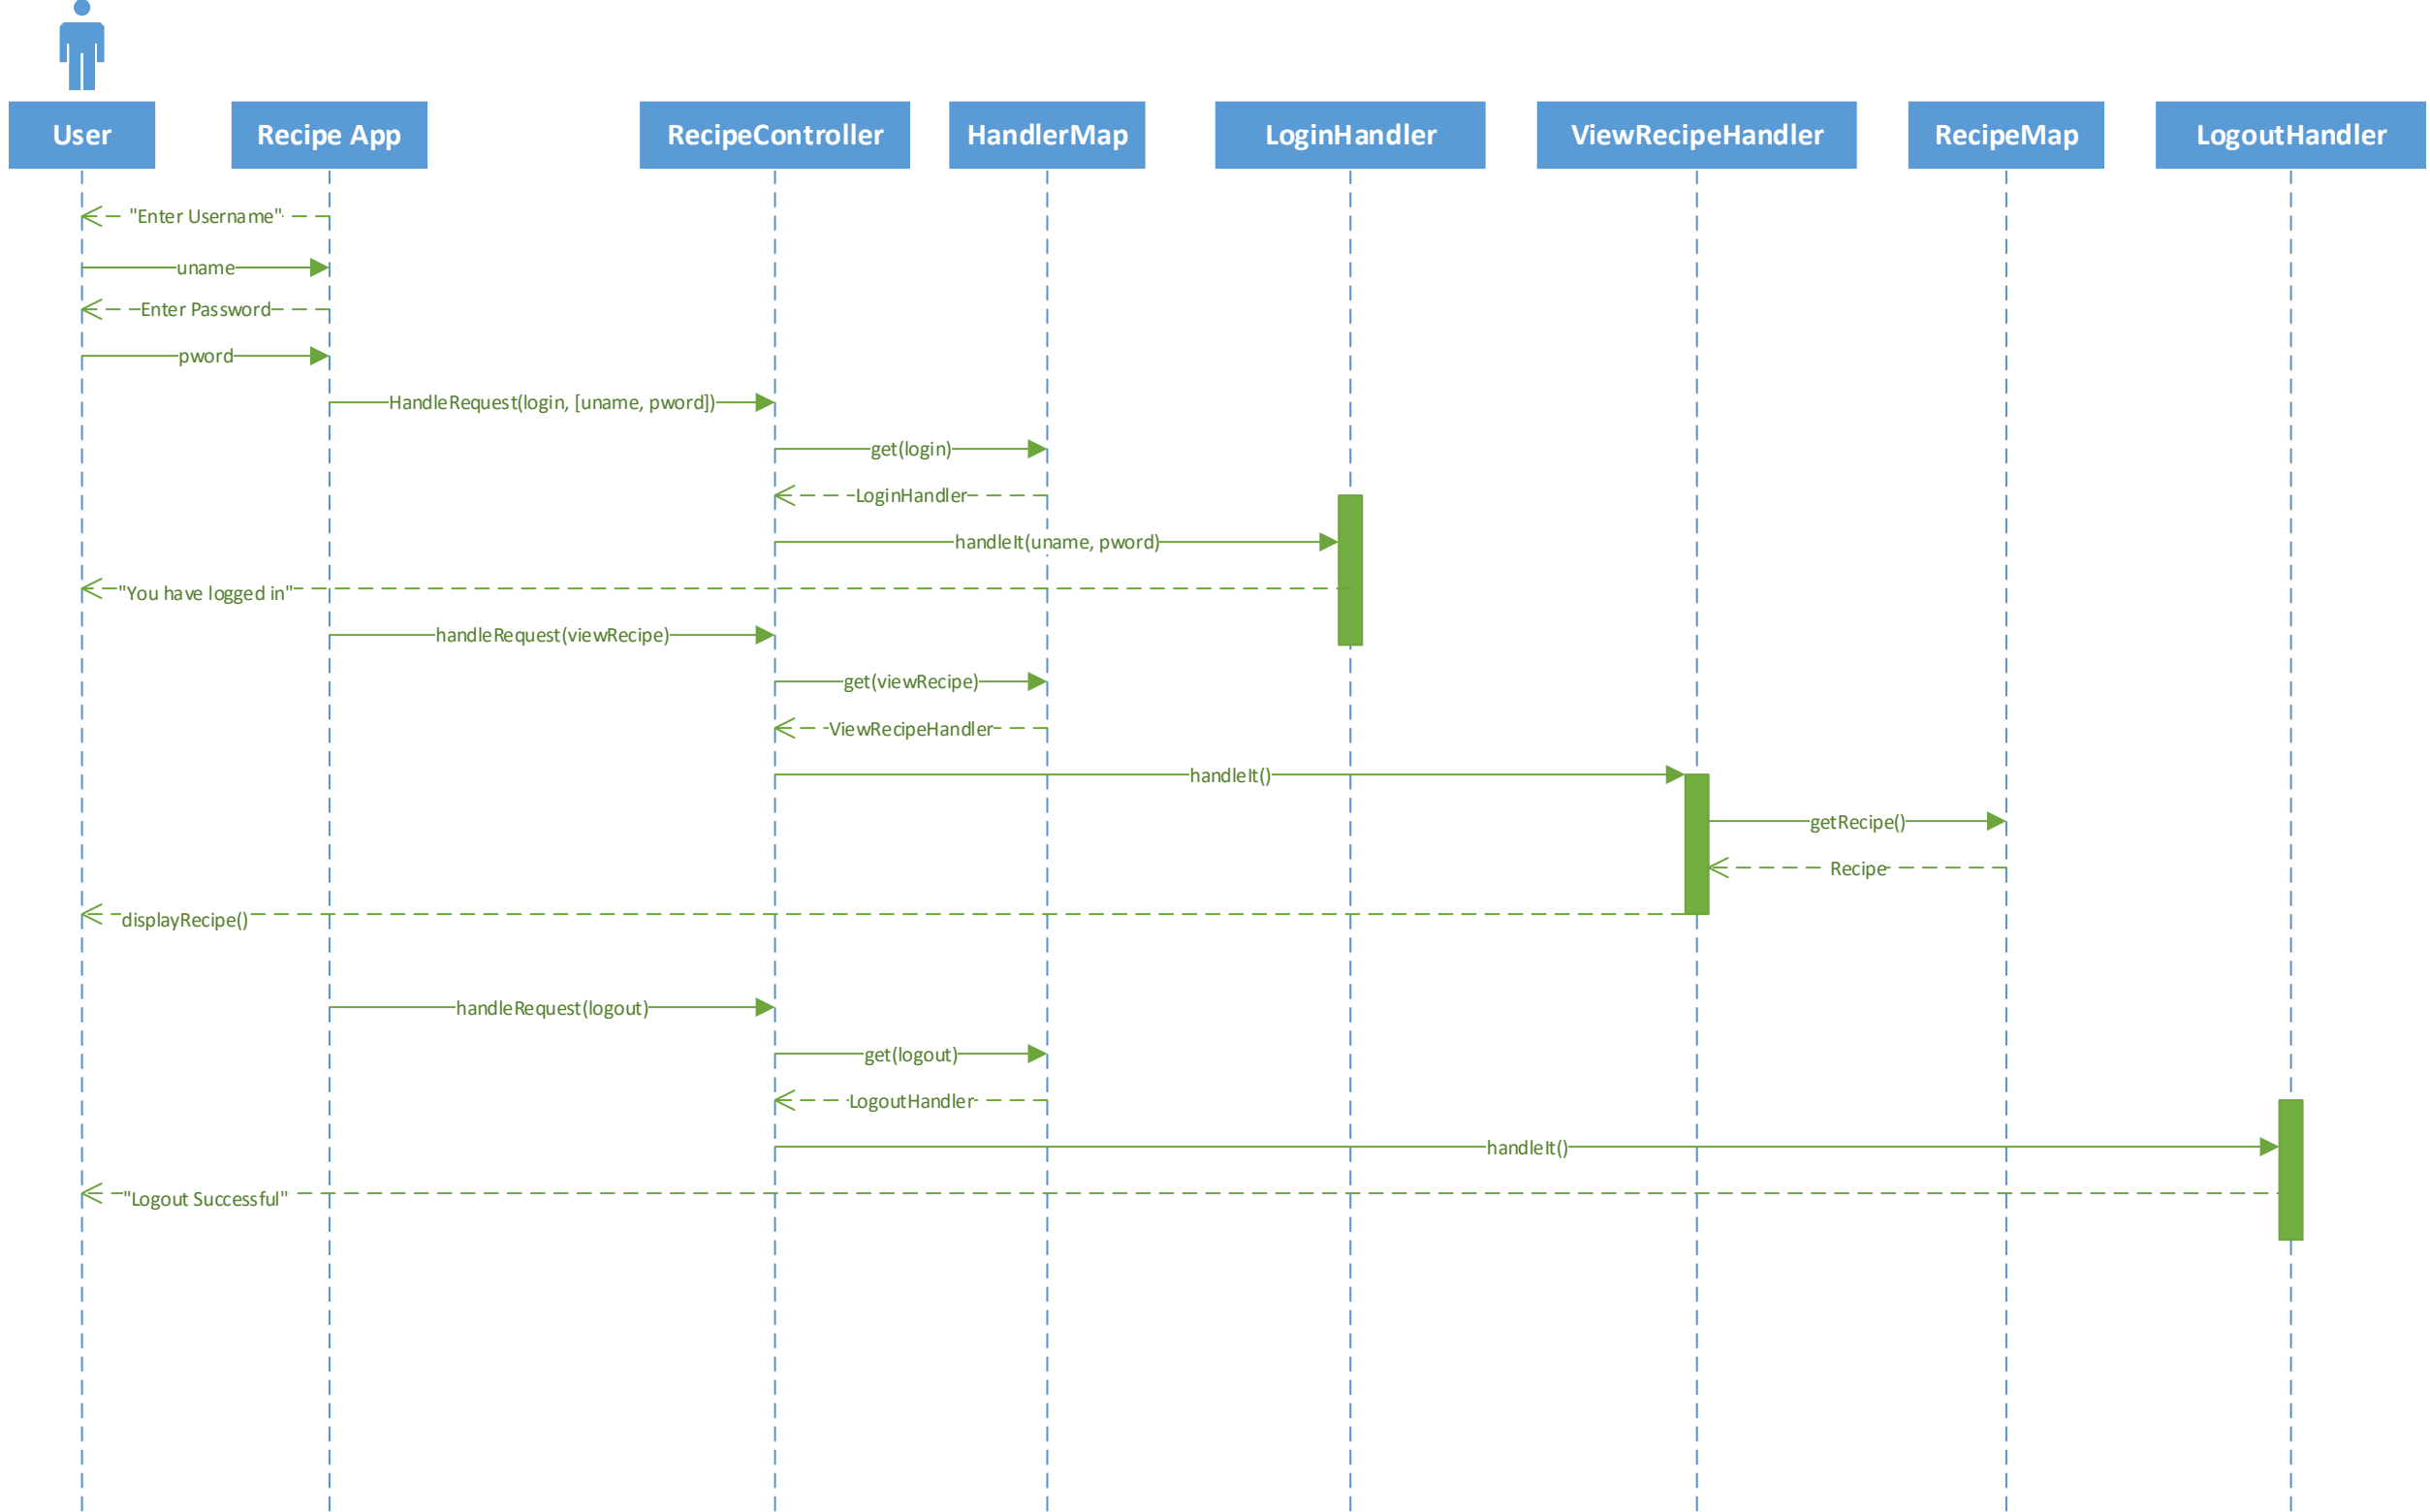 User
Recipe App
RecipeController
HandlerMap
LoginHandler
ViewRecipeHandler
RecipeMap
LogoutHandler
"Enter Username"
uname
Enter Password
pword
HandleRequest(login, [uname, pword])
get(login)
LoginHandler
handleIt(uname, pword)
"You have logged in"
handleRequest(viewRecipe)
get(viewRecipe)
ViewRecipeHandler
handleIt()
getRecipe()
Recipe
displayRecipe()
handleRequest(logout)
get(logout)
LogoutHandler
handleIt()
"Logout Successful"